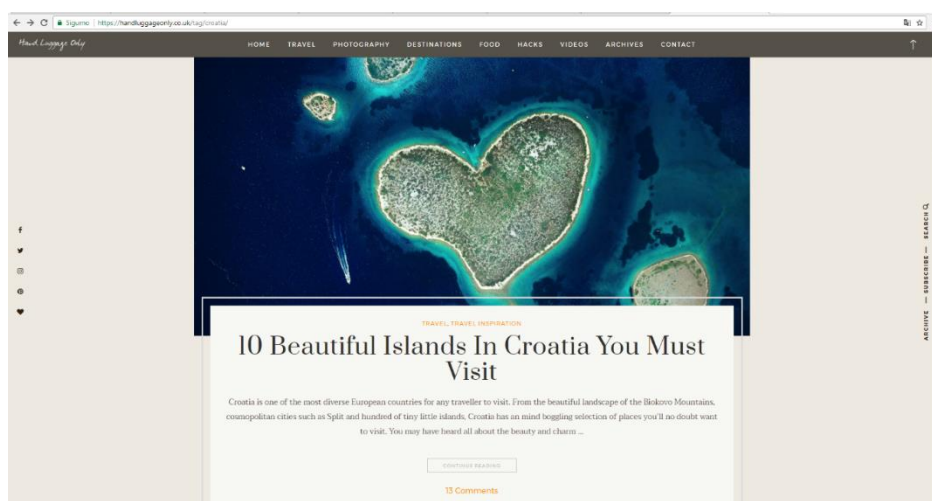 Sigurno | https://handluggageonly.co.uk/tag/croatia/
Hand Luggage Only
HOME TRAVEL PHOTOGRAPHY DESTINATIONS FOOD HACKS VIDEOS ARCHIVES CONTACT
SEARCH
SUBSCRIBE
ARCHIVE
TRAVEL, TRAVEL INSPIRATION
10 Beautiful Islands In Croatia You Must
Visit
Croatia is one of the most diverse European countries for any traveller to visit. From the beautiful landscape of the Biokovo Mountains,
cosmopolitan cities such as Split and hundred of tiny little islands, Croatia has an mind boggling selection of places you'll no doubt want
to visit. You may have heard all about the beauty and charm ...
CONTINUE READING
13 Comments